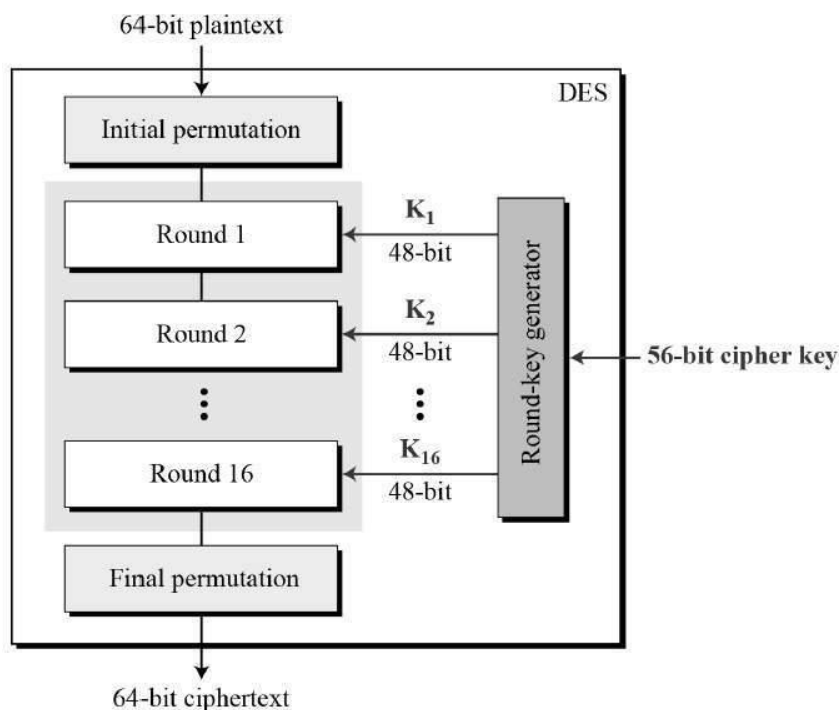 64-bit plaintext
DES
Initial permutation
Round 1
K1
48-bit
Round 2
K2
48-bit
Round-key generator
56-bit cipher key
Round 16
K16
48-bit
Final permutation
64-bit ciphertext